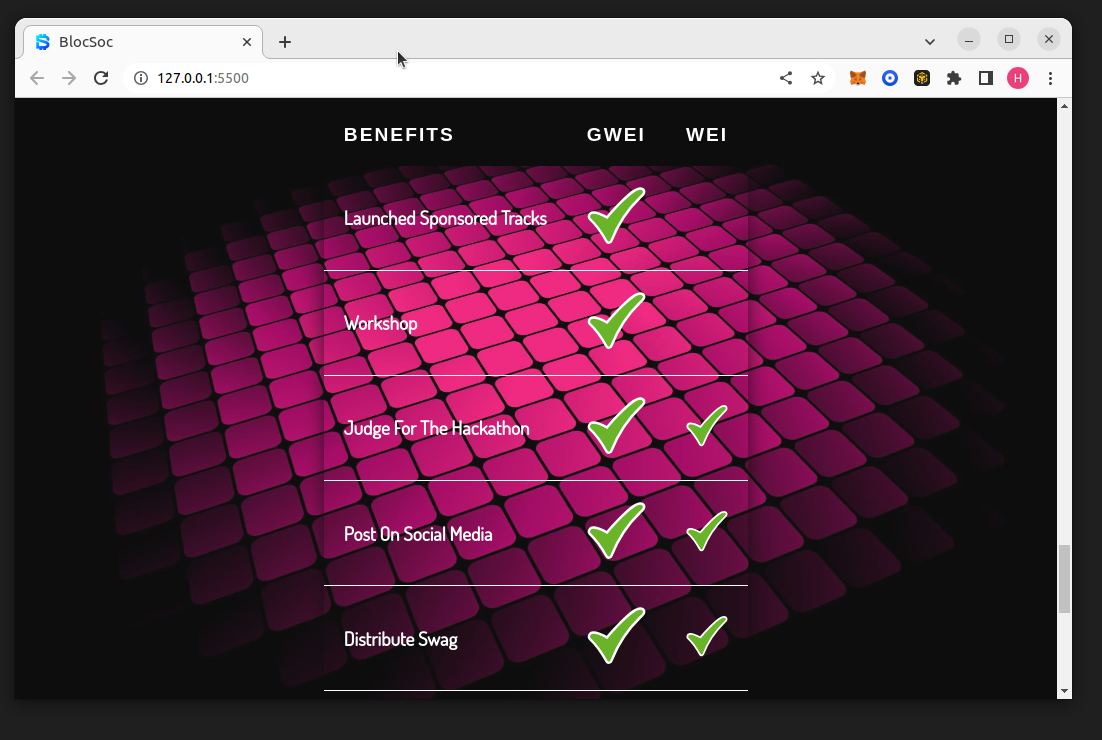 BlocSoc
127.0.0.1:5500
H
BENEFITS GWEI WEI
Launched Sponsored Tracks
Workshop
Judge For The Hackathon
Post On Social Media
Distribute Swag